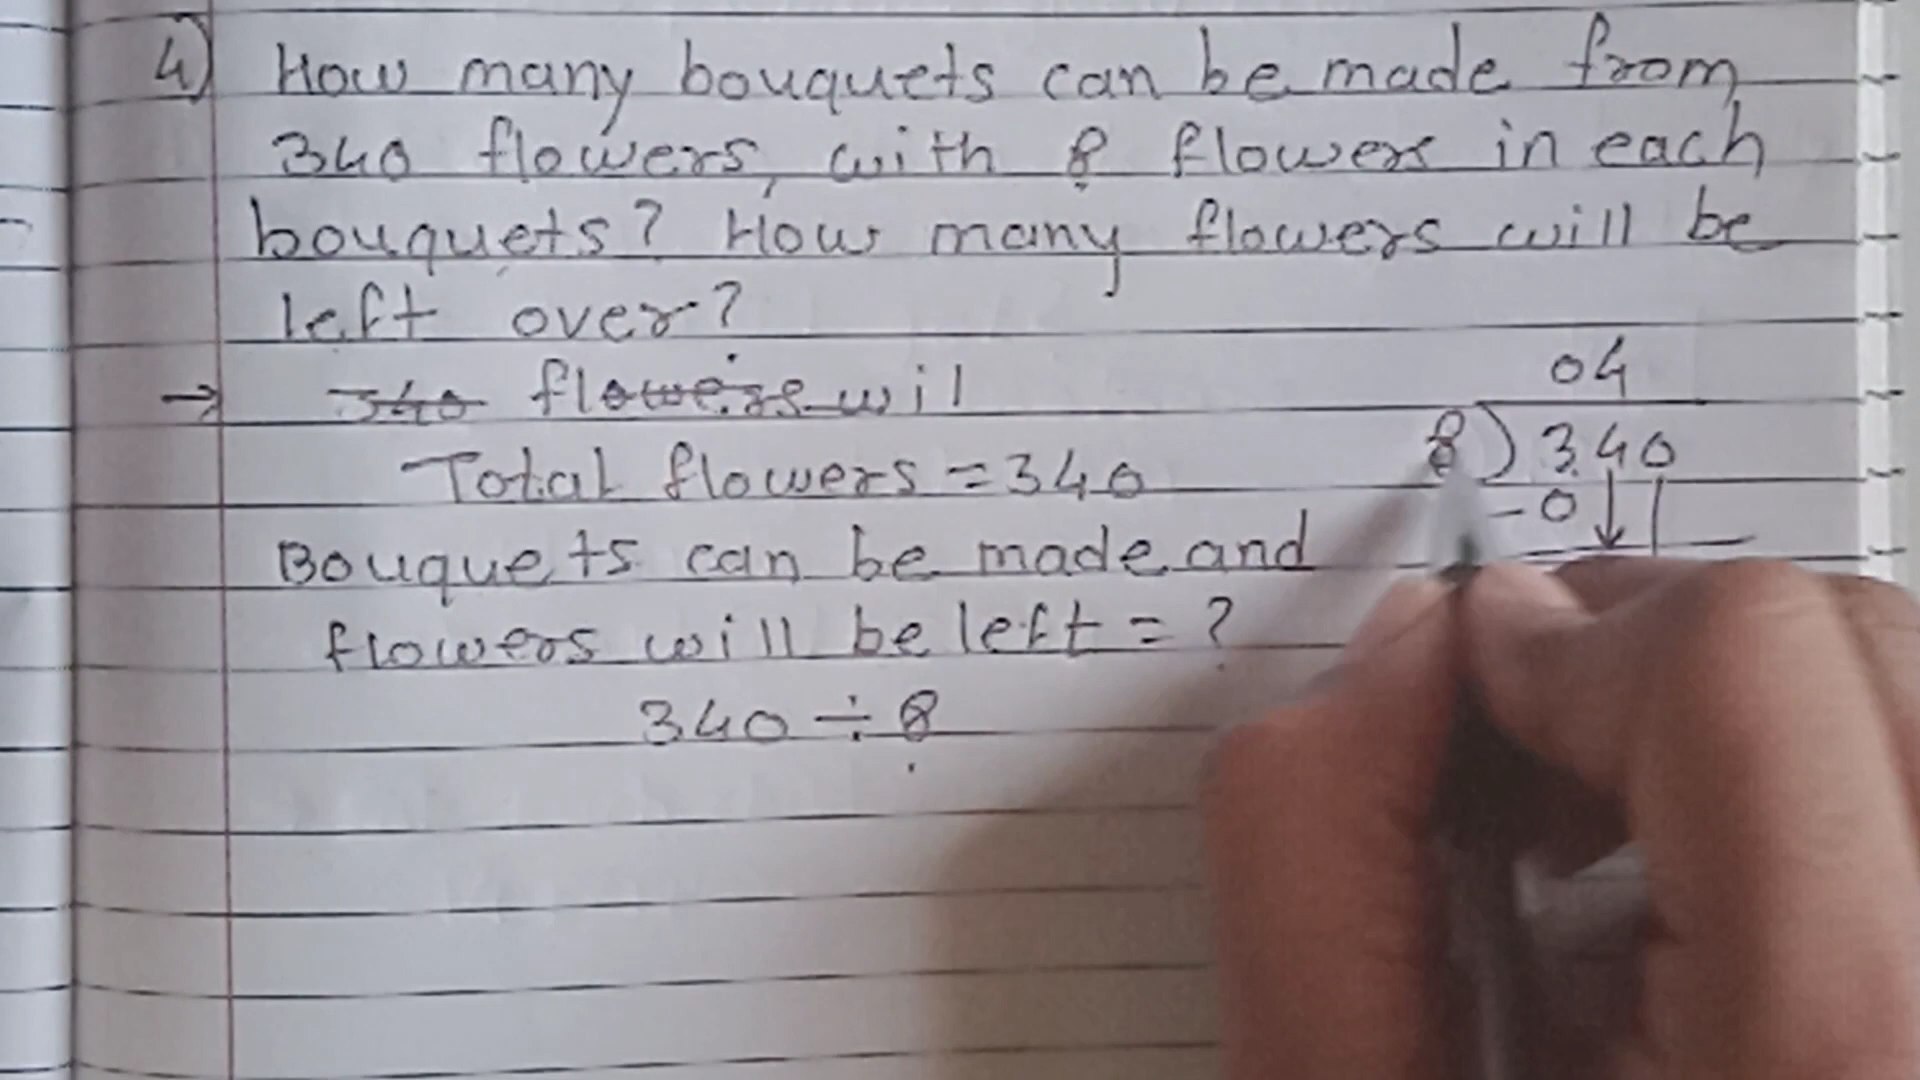 4) How many bouquets can be made from
340 flowers, with 8 flowers in each
bouquets? How many flowers will be
left over?
→ 340 flowers wil
Total flowers = 340
Bouquets can be made and
flowers will be left = ?
340 ÷ 8
04
8) 340
- 0